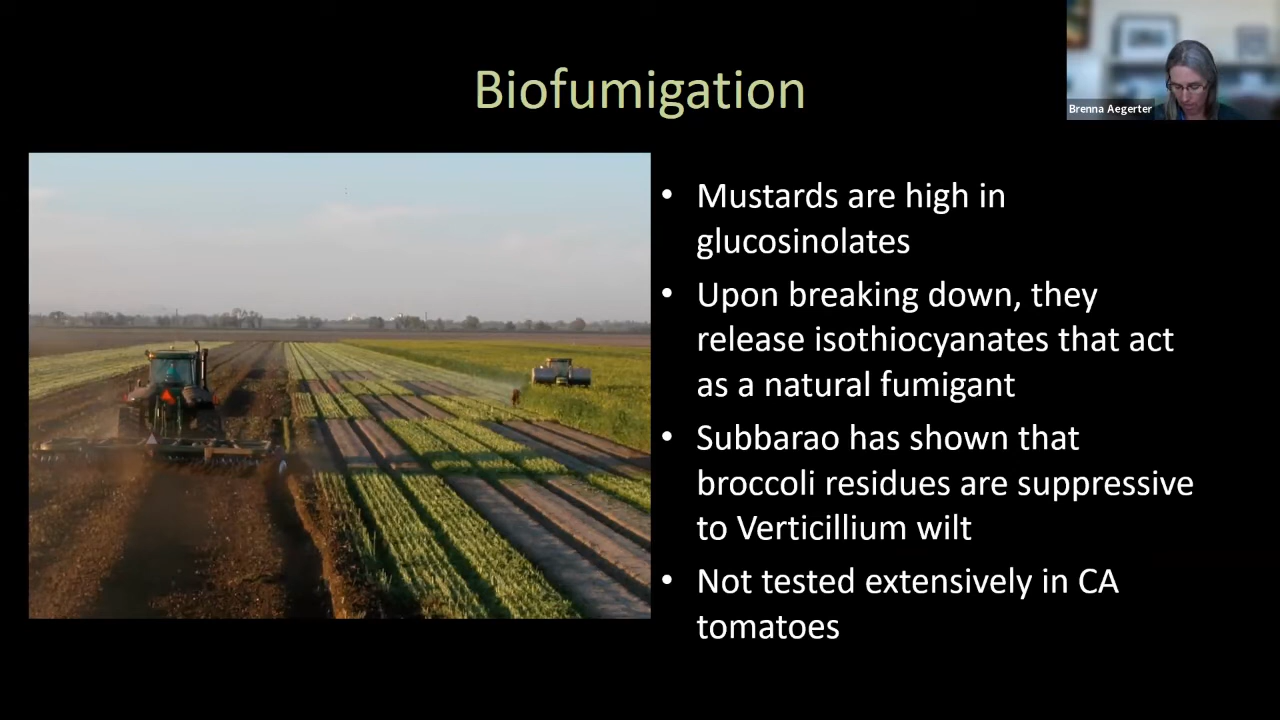 Biofumigation
Brenna Aegerter
• Mustards are high in
glucosinolates
• Upon breaking down, they
release isothiocyanates that act
as a natural fumigant
• Subbarao has shown that
broccoli residues are suppressive
to Verticillium wilt
• Not tested extensively in CA
tomatoes